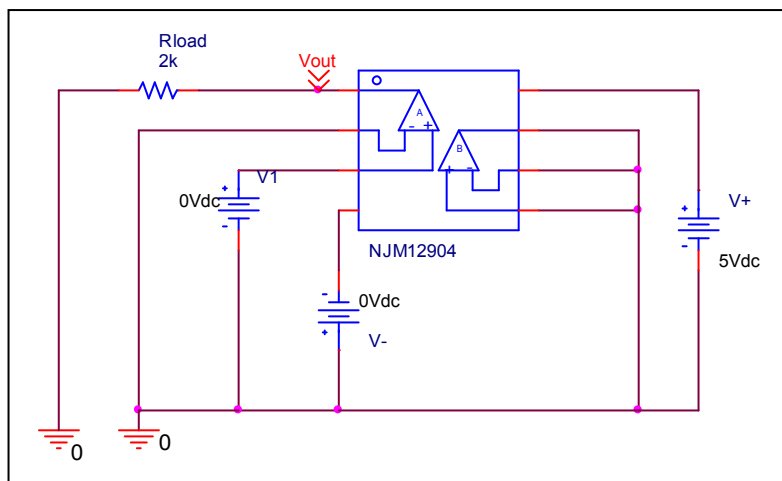 Rload
2k
Vout
A
- +
B
+ -
+
V1
0Vdc
-
NJM12904
+
V+
-
5Vdc
-
0Vdc
+
V-
0
0